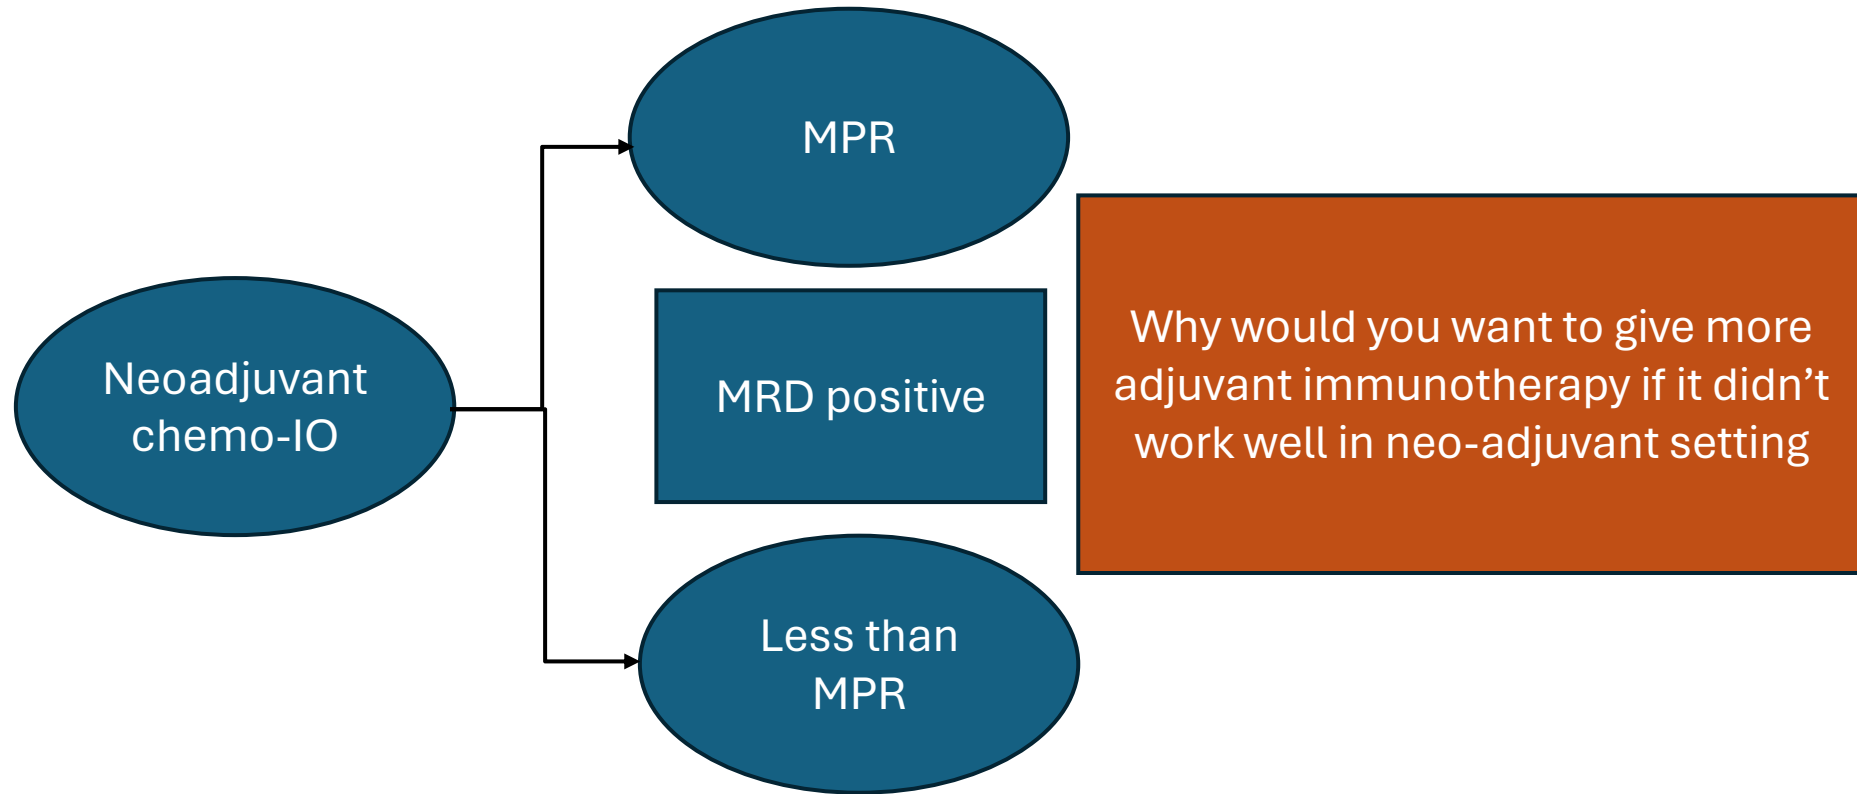 MPR
Neoadjuvant
chemo-IO
MRD positive
Why would you want to give more
adjuvant immunotherapy if it didn’t
work well in neo-adjuvant setting
Less than
MPR